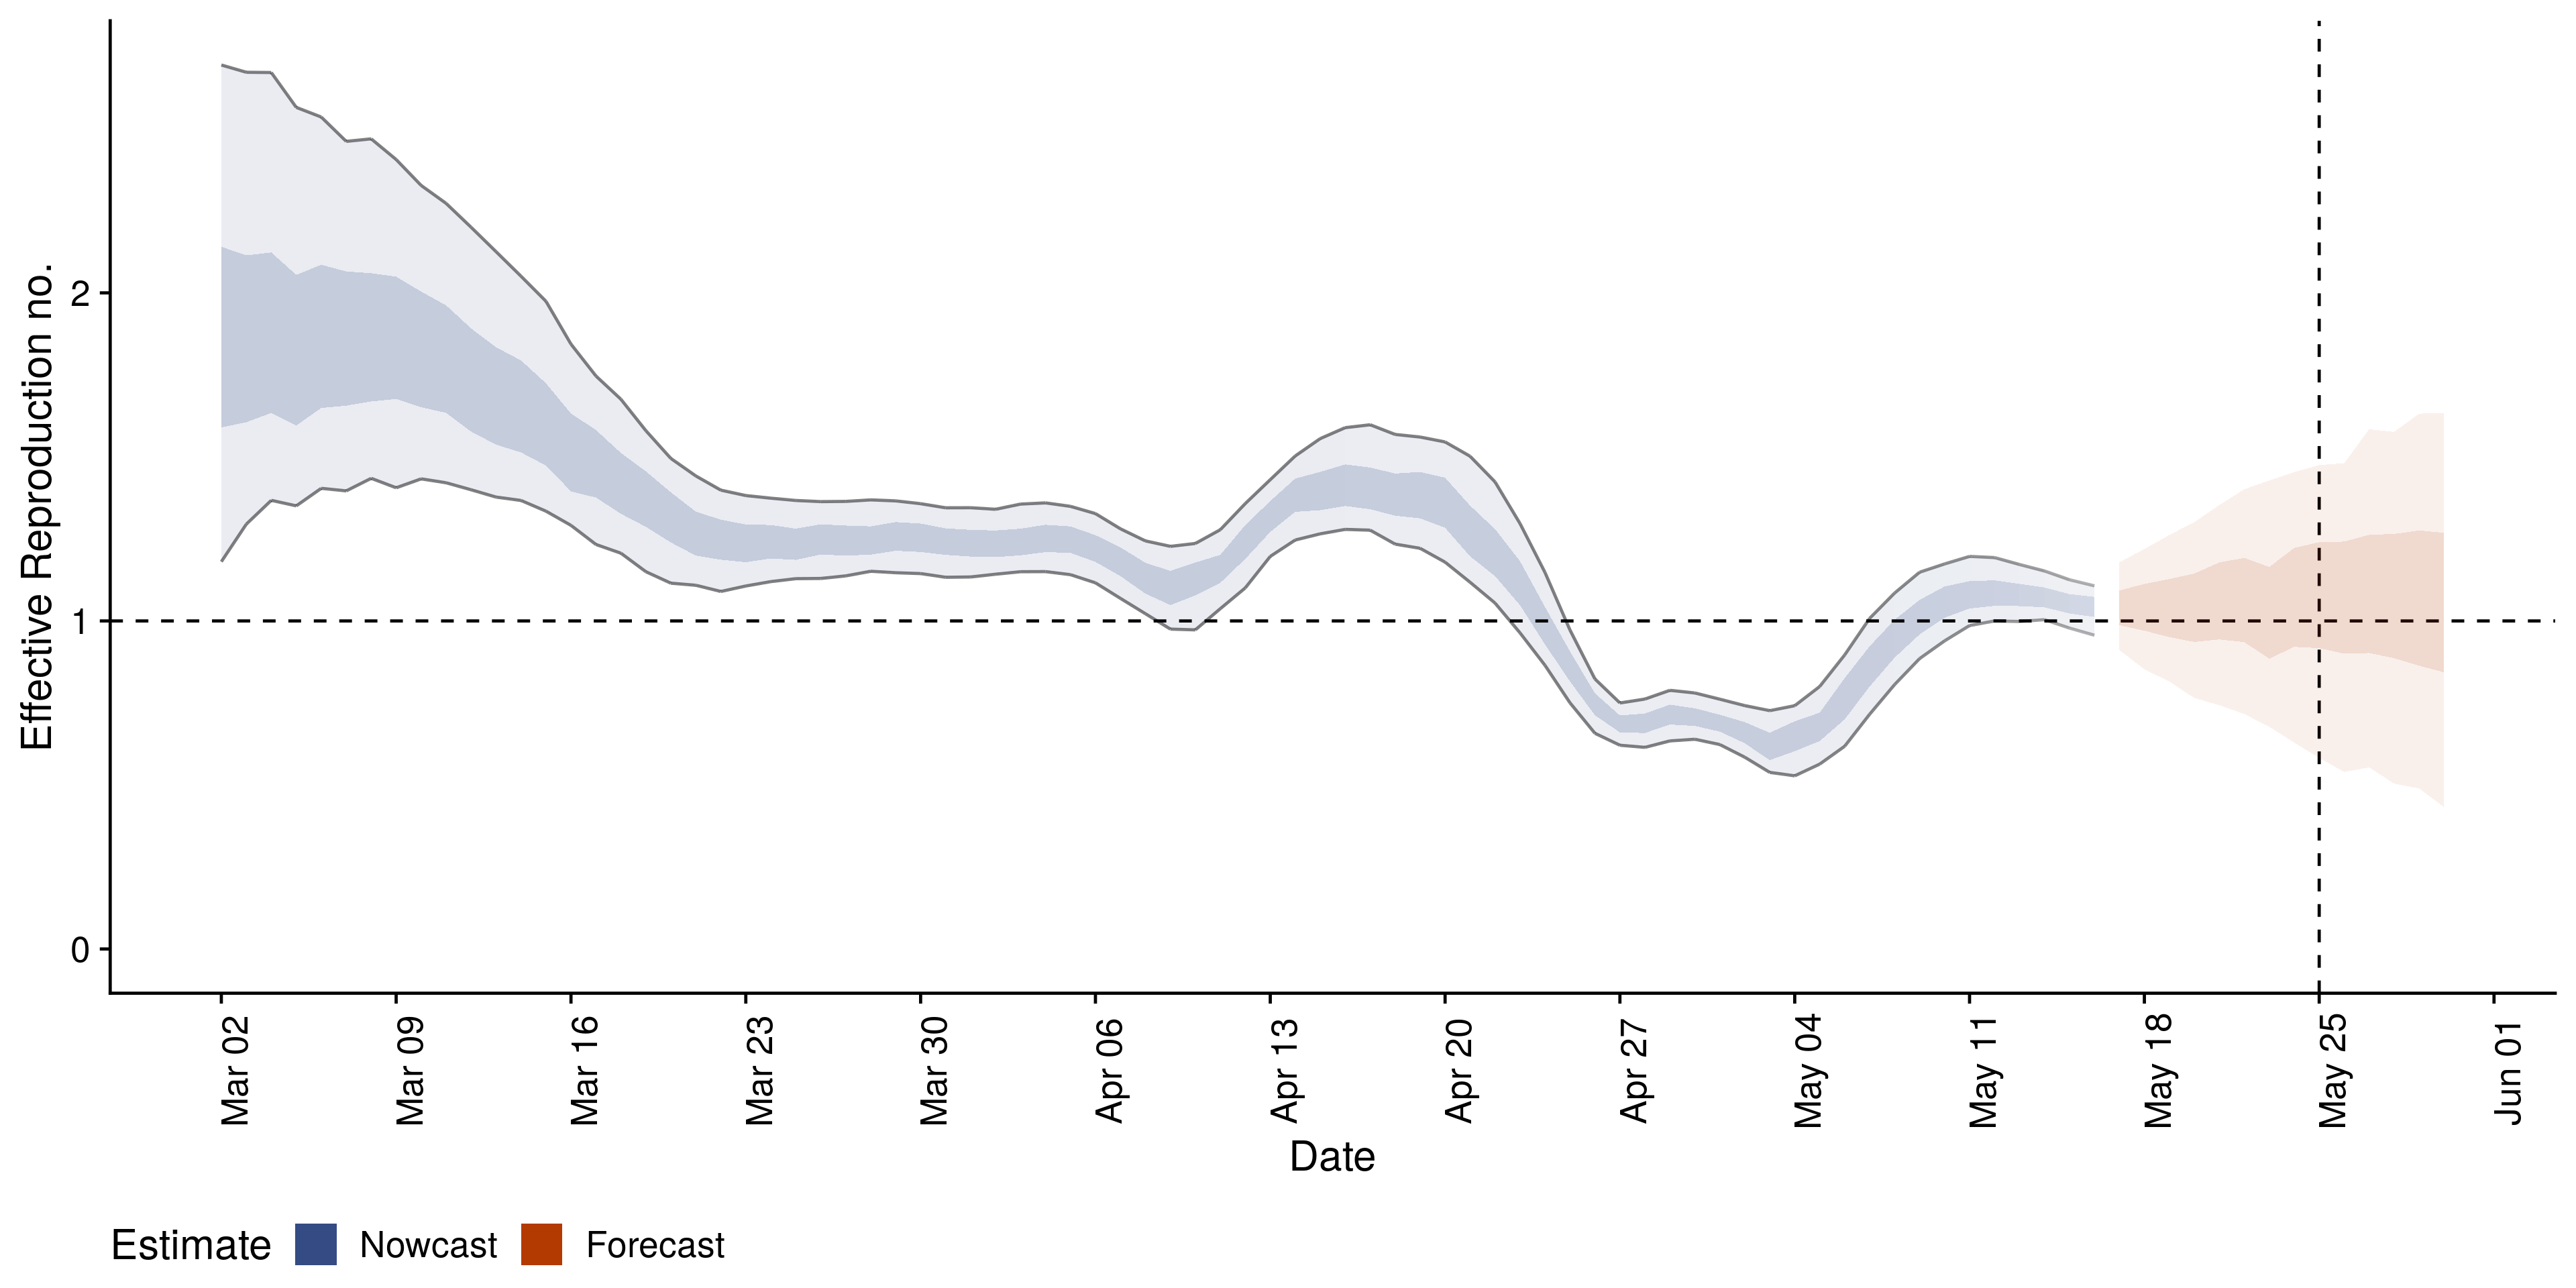 Effective Reproduction no.
2
1
0
Mar 02
Mar 09
Mar 16
Mar 23
Mar 30
Apr 06
Apr 13
Apr 20
Apr 27
May 04
May 11
May 18
May 25
Jun 01
Date
Estimate Nowcast Forecast